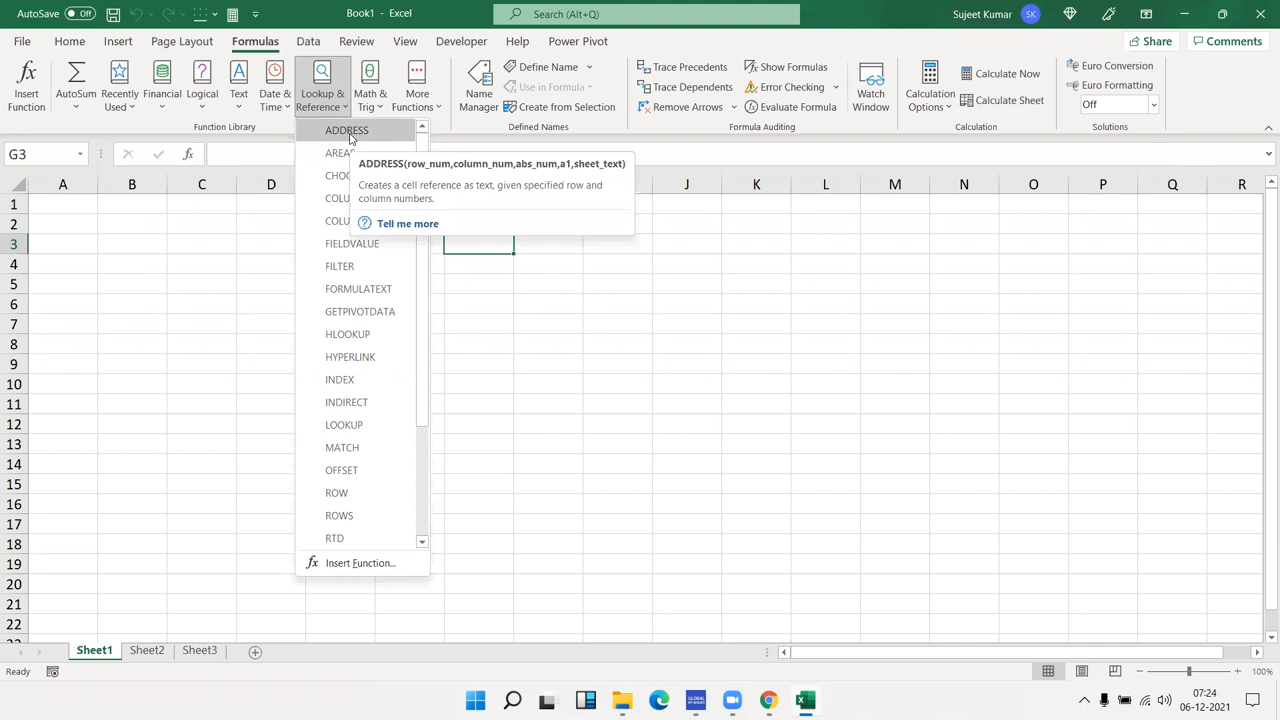 AutoSave Off Book1 - Excel Search (Alt+Q) Sujeet Kumar SK
File Home Insert Page Layout Formulas Data Review View Developer Help Power Pivot Share Comments
Insert Function
AutoSum
Recently Used
Financial
Logical
Text
Date & Time
Lookup & Reference
Math & Trig
More Functions
Function Library
Name Manager
Define Name
Use in Formula
Create from Selection
Defined Names
Trace Precedents
Trace Dependents
Remove Arrows
Show Formulas
Error Checking
Evaluate Formula
Formula Auditing
Watch Window
Calculation Options
Calculate Now
Calculate Sheet
Calculation
Euro Conversion
Euro Formatting
Off
Solutions
G3 fx
A B C D J K L M N O P Q R
1
2
3
4
5
6
7
8
9
10
11
12
13
14
15
16
17
18
19
20
21
22
ADDRESS
AREAS
CHOO
COLU
COLU
FIELDVALUE
FILTER
FORMULATEXT
GETPIVOTDATA
HLOOKUP
HYPERLINK
INDEX
INDIRECT
LOOKUP
MATCH
OFFSET
ROW
ROWS
RTD
fx Insert Function...
ADDRESS(row_num,column_num,abs_num,a1,sheet_text)
Creates a cell reference as text, given specified row and
column numbers.
Tell me more
Sheet1 Sheet2 Sheet3
Ready 100%
07:24
06-12-2021